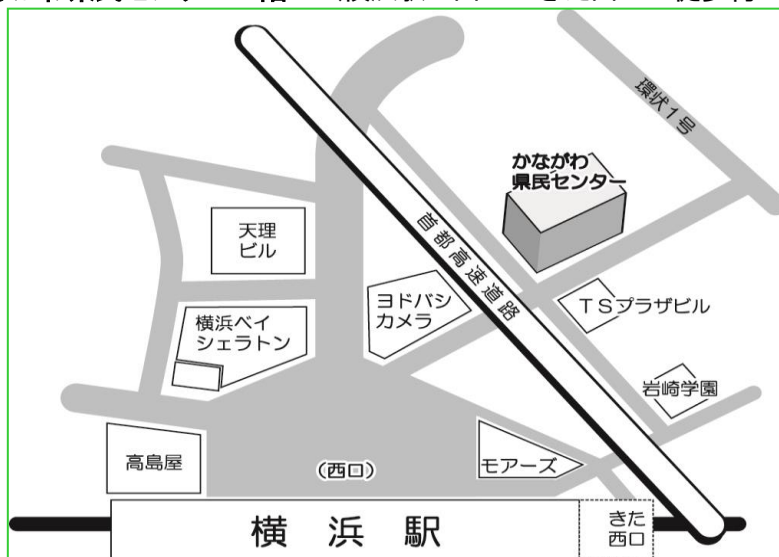 環状1号
かながわ
県民センター
首都高速道路
天理
ビル
ヨドバシ
カメラ
TSプラザビル
横浜ベイ
シェラトン
岩崎学園
高島屋
(西口)
モアーズ
横浜駅
きた
西口